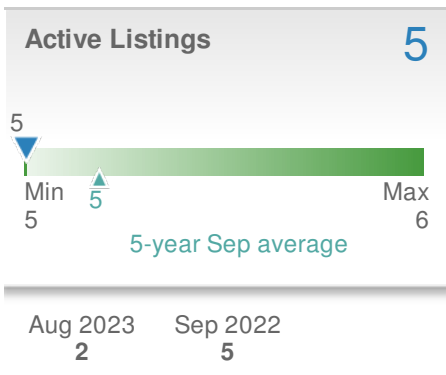 Active Listings 5
5
Min 5 Max
5 6
5-year Sep average
Aug 2023 Sep 2022
2 5